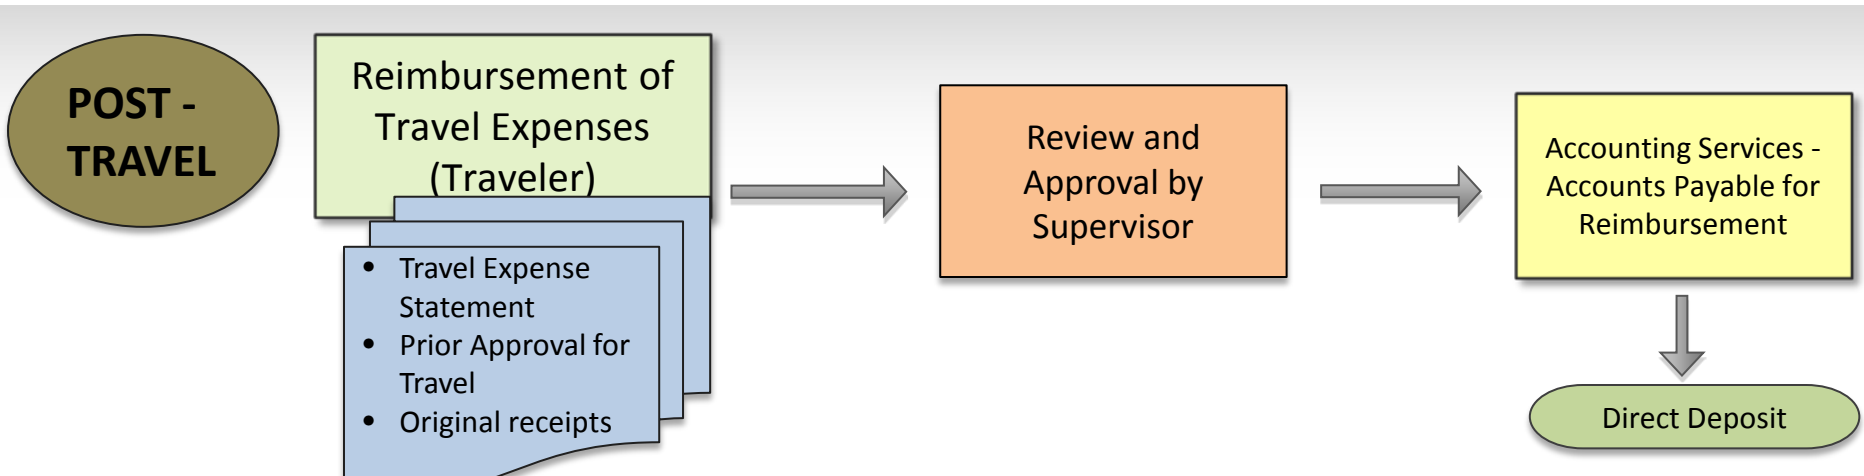 POST -
TRAVEL
Reimbursement of
Travel Expenses
(Traveler)
• Travel Expense
Statement
• Prior Approval for
Travel
• Original receipts
Review and
Approval by
Supervisor
Accounting Services -
Accounts Payable for
Reimbursement
Direct Deposit